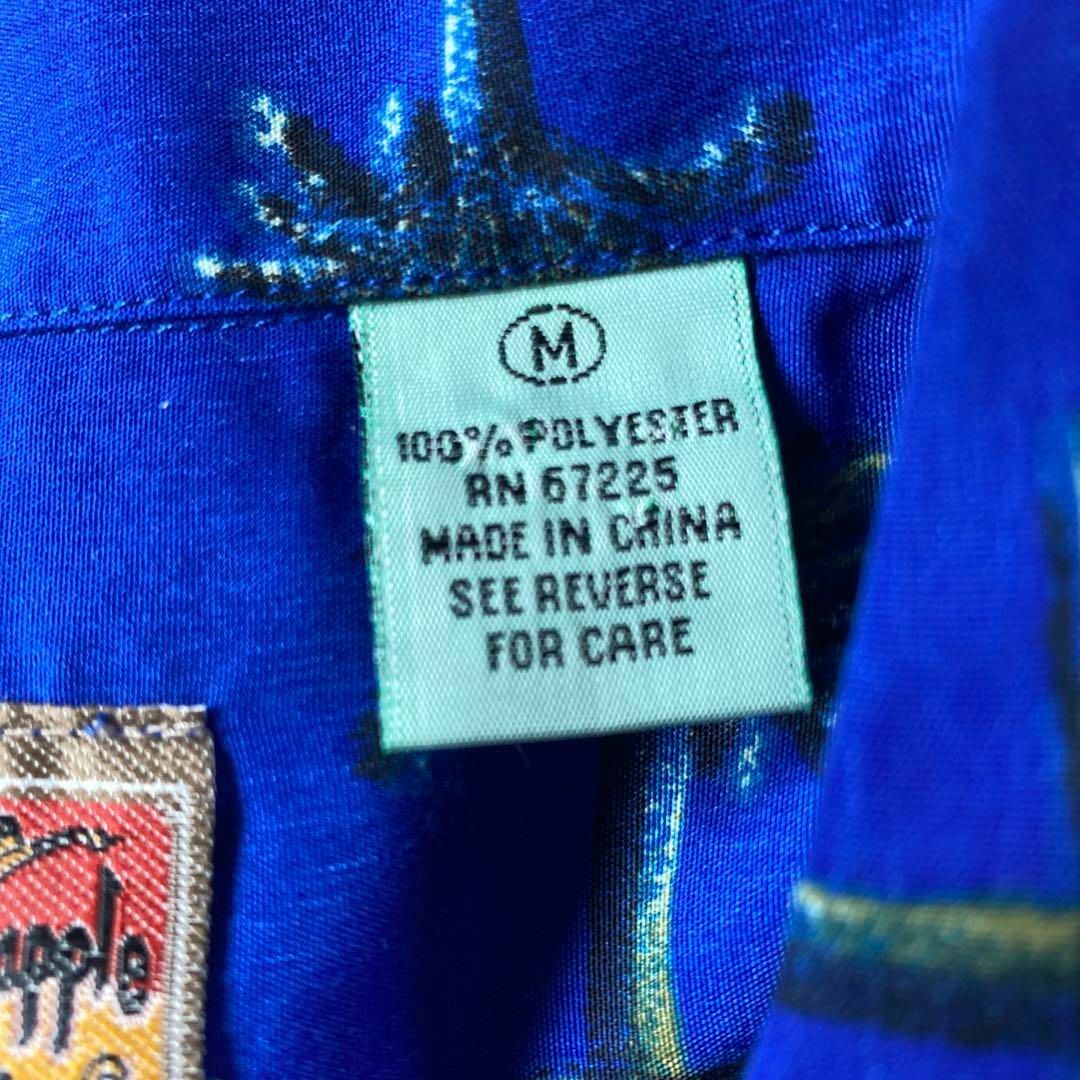 M
100% POLYESTER
RN 67225
MADE IN CHINA
SEE REVERSE
FOR CARE